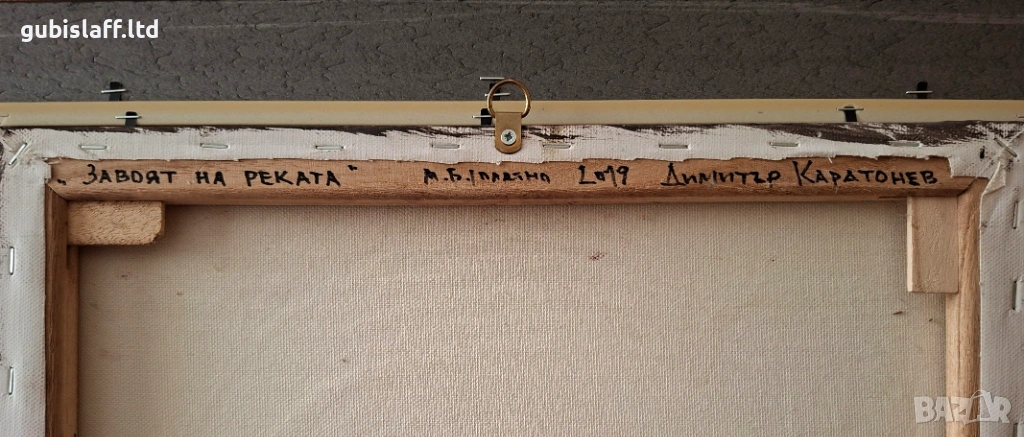 gubislaff.ltd
„ЗАВОЯТ НА РЕКАТА" М.Б./ПЛАТНО 2019 ДИМИТЪР КАРАТОНЕВ
BAZAR